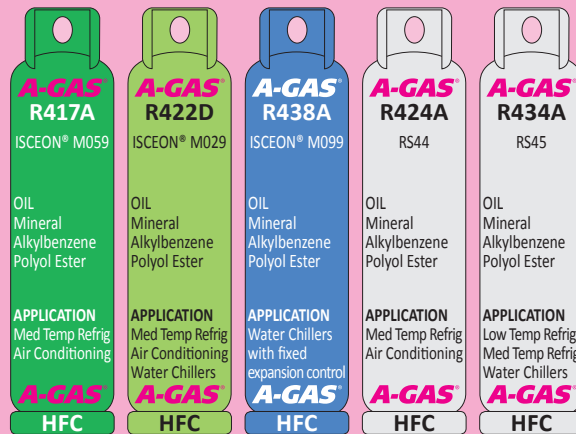 A-GAS®
R417A
ISCEON® M059
OIL
Mineral
Alkylbenzene
Polyol Ester
APPLICATION
Med Temp Refrig
Air Conditioning
A-GAS®
HFC
A-GAS®
R422D
ISCEON® M029
OIL
Mineral
Alkylbenzene
Polyol Ester
APPLICATION
Med Temp Refrig
Air Conditioning
Water Chillers
A-GAS®
HFC
A-GAS®
R438A
ISCEON® M099
OIL
Mineral
Alkylbenzene
Polyol Ester
APPLICATION
Water Chillers
with fixed
expansion control
A-GAS®
HFC
A-GAS®
R424A
RS44
OIL
Mineral
Alkylbenzene
Polyol Ester
APPLICATION
Med Temp Refrig
Air Conditioning
A-GAS®
HFC
A-GAS®
R434A
RS45
OIL
Mineral
Alkylbenzene
Polyol Ester
APPLICATION
Low Temp Refrig
Med Temp Refrig
Water Chillers
A-GAS®
HFC